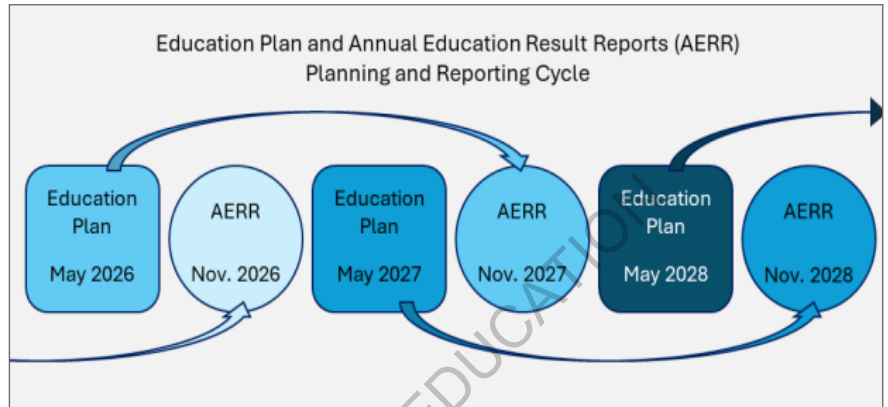 Education Plan and Annual Education Result Reports (AERR)
Planning and Reporting Cycle
Education
Plan
May 2026
AERR
Nov. 2026
Education
Plan
May 2027
AERR
Nov. 2027
Education
Plan
May 2028
AERR
Nov. 2028
EDUCATION